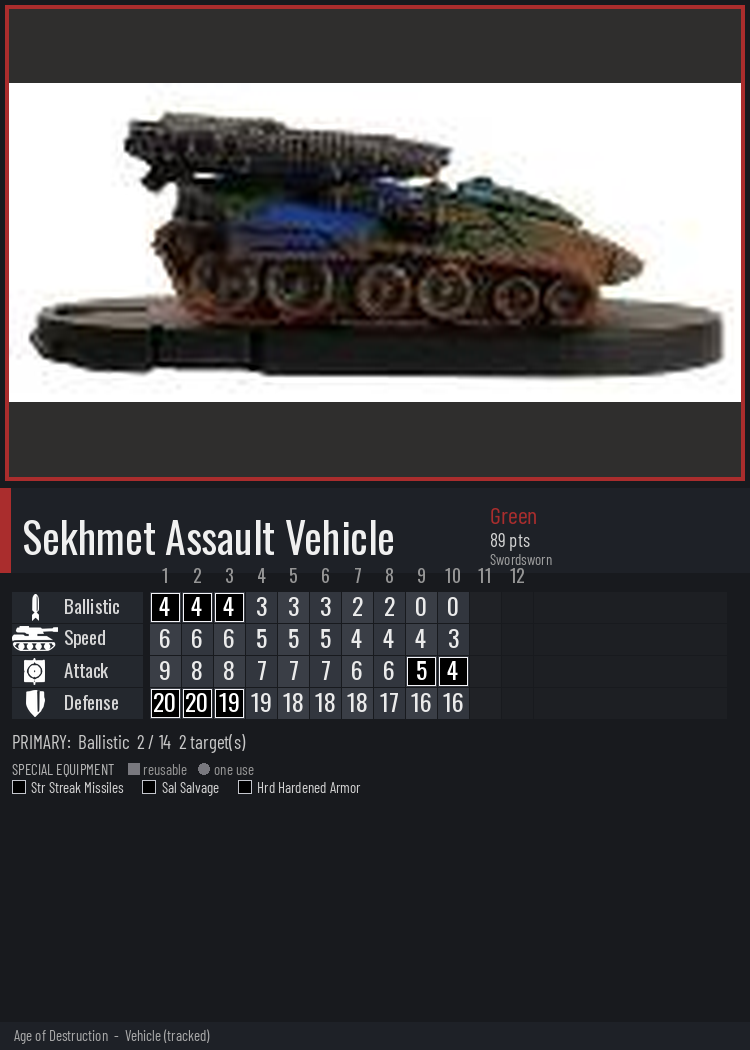 Sekhmet Assault Vehicle
Green
89 pts
Swordsworn
1 2 3 4 5 6 7 8 9 10 11 12
Ballistic 4 4 4 3 3 3 2 2 0 0
Speed 6 6 6 5 5 5 4 4 4 3
Attack 9 8 8 7 7 7 6 6 5 4
Defense 20 20 19 19 18 18 18 17 16 16
PRIMARY: Ballistic 2 / 14 2 target(s)
SPECIAL EQUIPMENT reusable one use
Str Streak Missiles Sal Salvage Hrd Hardened Armor
Age of Destruction - Vehicle (tracked)